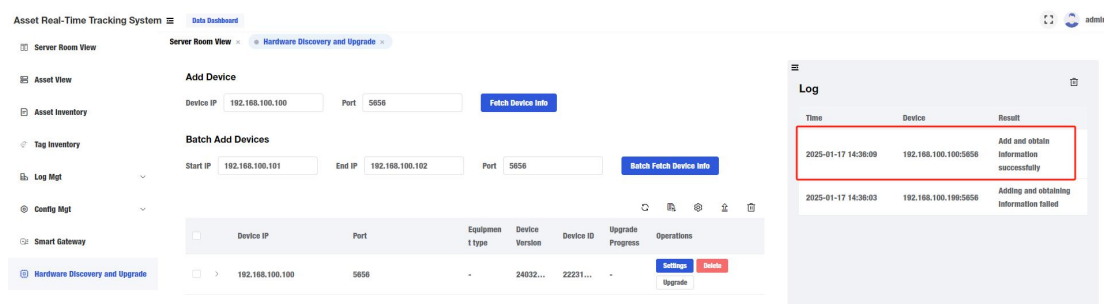 Asset Real-Time Tracking System
Data Dashboard
admin
Server Room View
Server Room View × Hardware Discovery and Upgrade ×
Asset View
Asset Inventory
Tag Inventory
Log Mgt
Config Mgt
Smart Gateway
Hardware Discovery and Upgrade
Add Device
Device IP 192.168.100.100 Port 5656 Fetch Device Info
Batch Add Devices
Start IP 192.168.100.101 End IP 192.168.100.102 Port 5656 Batch Fetch Device Info
Device IP Port Equipmen
t type Device
Version Device ID Upgrade
Progress Operations
192.168.100.100 5656 - 24032... 22231... - Settings Delete
Upgrade
Log
Time Device Result
2025-01-17 14:36:09 192.168.100.100:5656 Add and obtain
information
successfully
2025-01-17 14:36:03 192.168.100.199:5656 Adding and obtaining
information failed